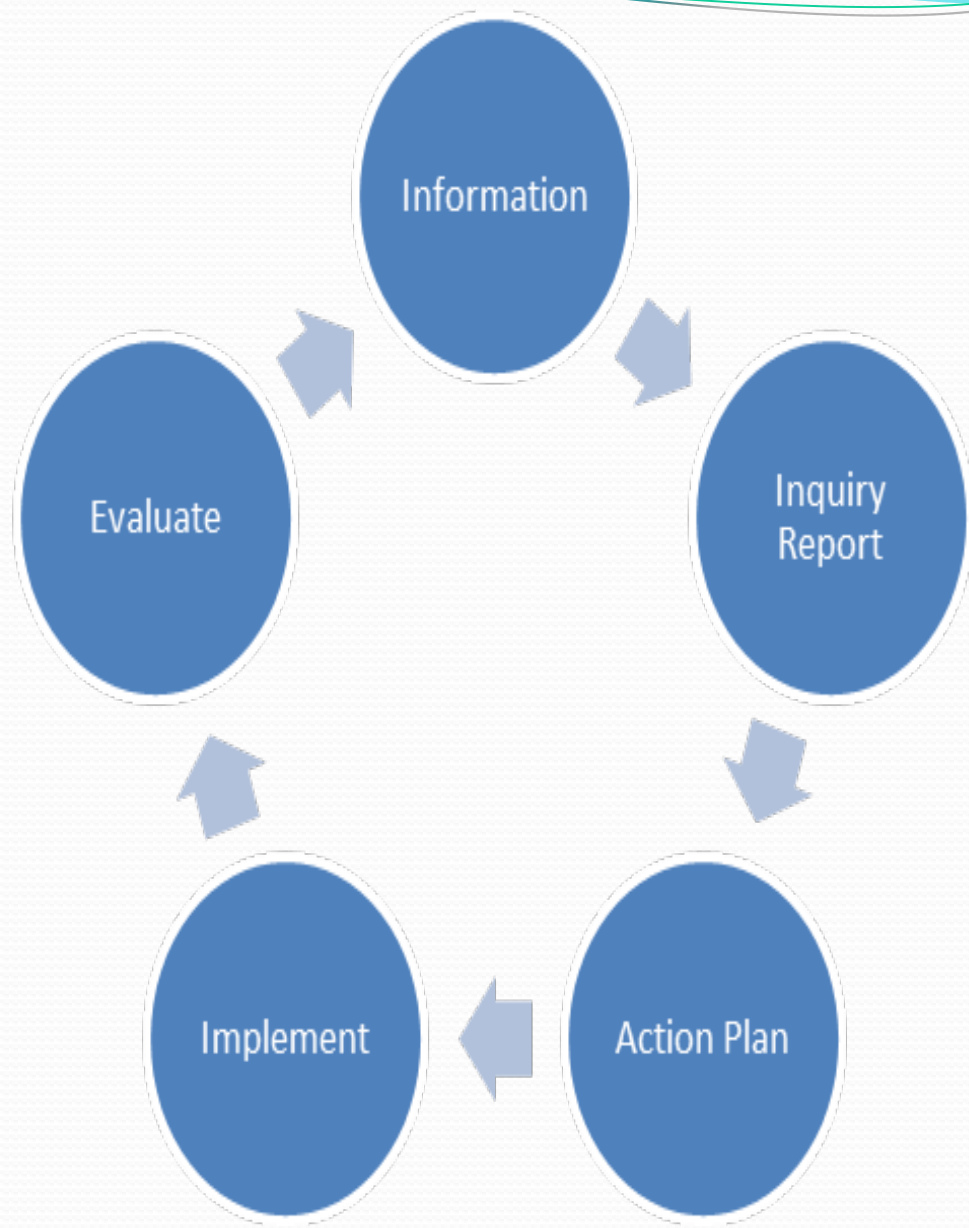 Information
Inquiry
Report
Action Plan
Implement
Evaluate